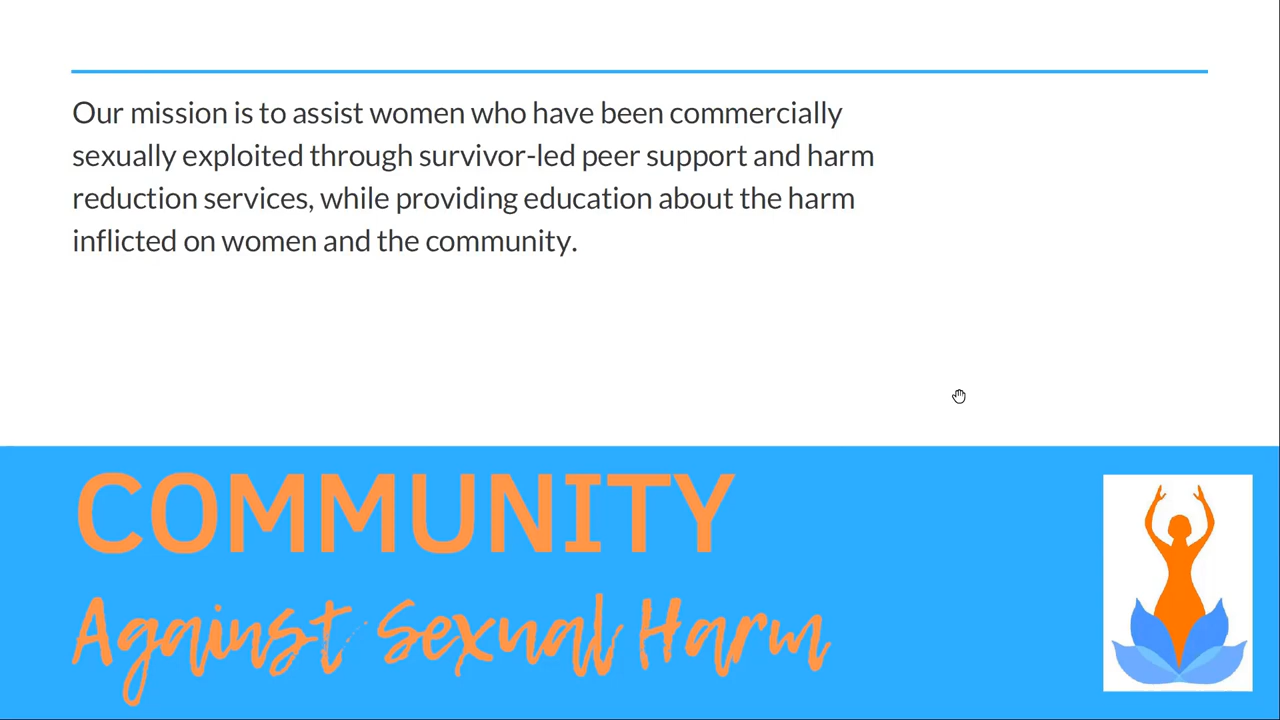 Our mission is to assist women who have been commercially
sexually exploited through survivor-led peer support and harm
reduction services, while providing education about the harm
inflicted on women and the community.
COMMUNITY
Against Sexual Harm